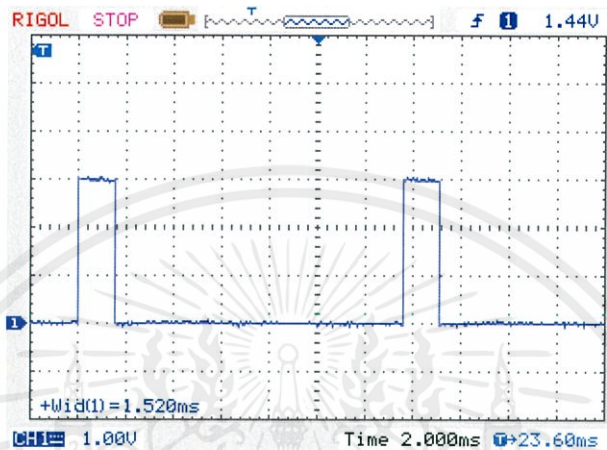 RIGOL STOP T f 1 1.44V
T
1
+Wid(1)=1.520ms
CH1 1.00V Time 2.000ms T→23.60ms